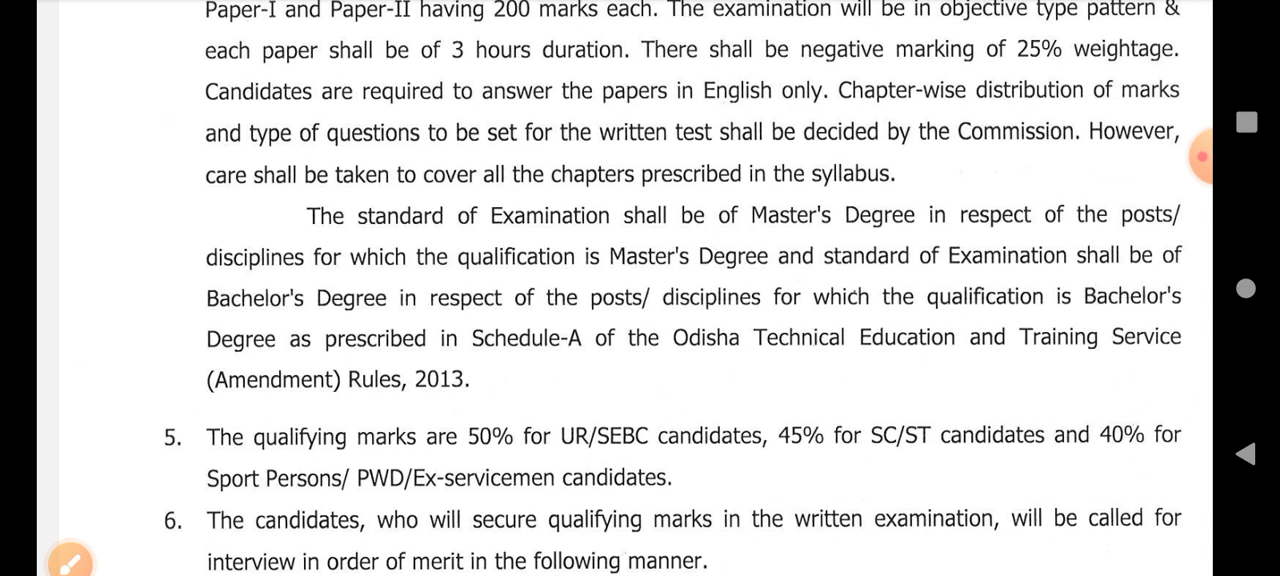 Paper-I and Paper-II having 200 marks each. The examination will be in objective type pattern &
each paper shall be of 3 hours duration. There shall be negative marking of 25% weightage.
Candidates are required to answer the papers in English only. Chapter-wise distribution of marks
and type of questions to be set for the written test shall be decided by the Commission. However,
care shall be taken to cover all the chapters prescribed in the syllabus.
The standard of Examination shall be of Master's Degree in respect of the posts/
disciplines for which the qualification is Master's Degree and standard of Examination shall be of
Bachelor's Degree in respect of the posts/ disciplines for which the qualification is Bachelor's
Degree as prescribed in Schedule-A of the Odisha Technical Education and Training Service
(Amendment) Rules, 2013.
5. The qualifying marks are 50% for UR/SEBC candidates, 45% for SC/ST candidates and 40% for
Sport Persons/ PWD/Ex-servicemen candidates.
6. The candidates, who will secure qualifying marks in the written examination, will be called for
interview in order of merit in the following manner.